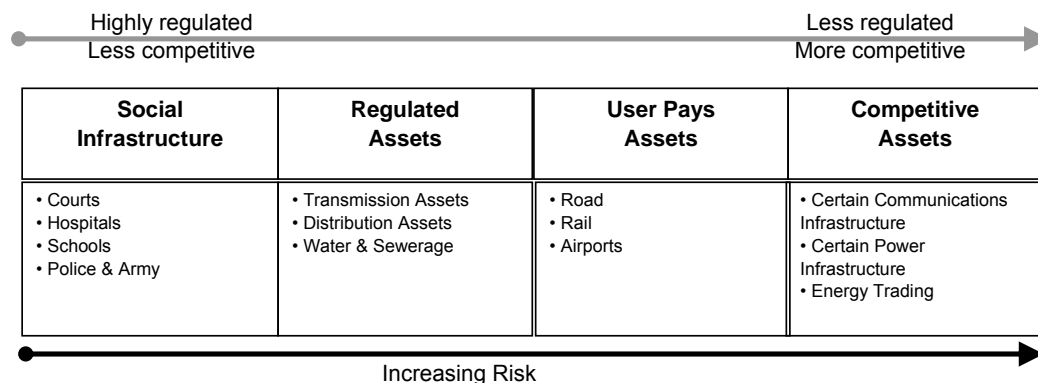 Highly regulated
Less competitive
Less regulated
More competitive
Social
Infrastructure
Regulated
Assets
User Pays
Assets
Competitive
Assets
• Courts
• Hospitals
• Schools
• Police & Army
• Transmission Assets
• Distribution Assets
• Water & Sewerage
• Road
• Rail
• Airports
• Certain Communications
Infrastructure
• Certain Power
Infrastructure
• Energy Trading
Increasing Risk